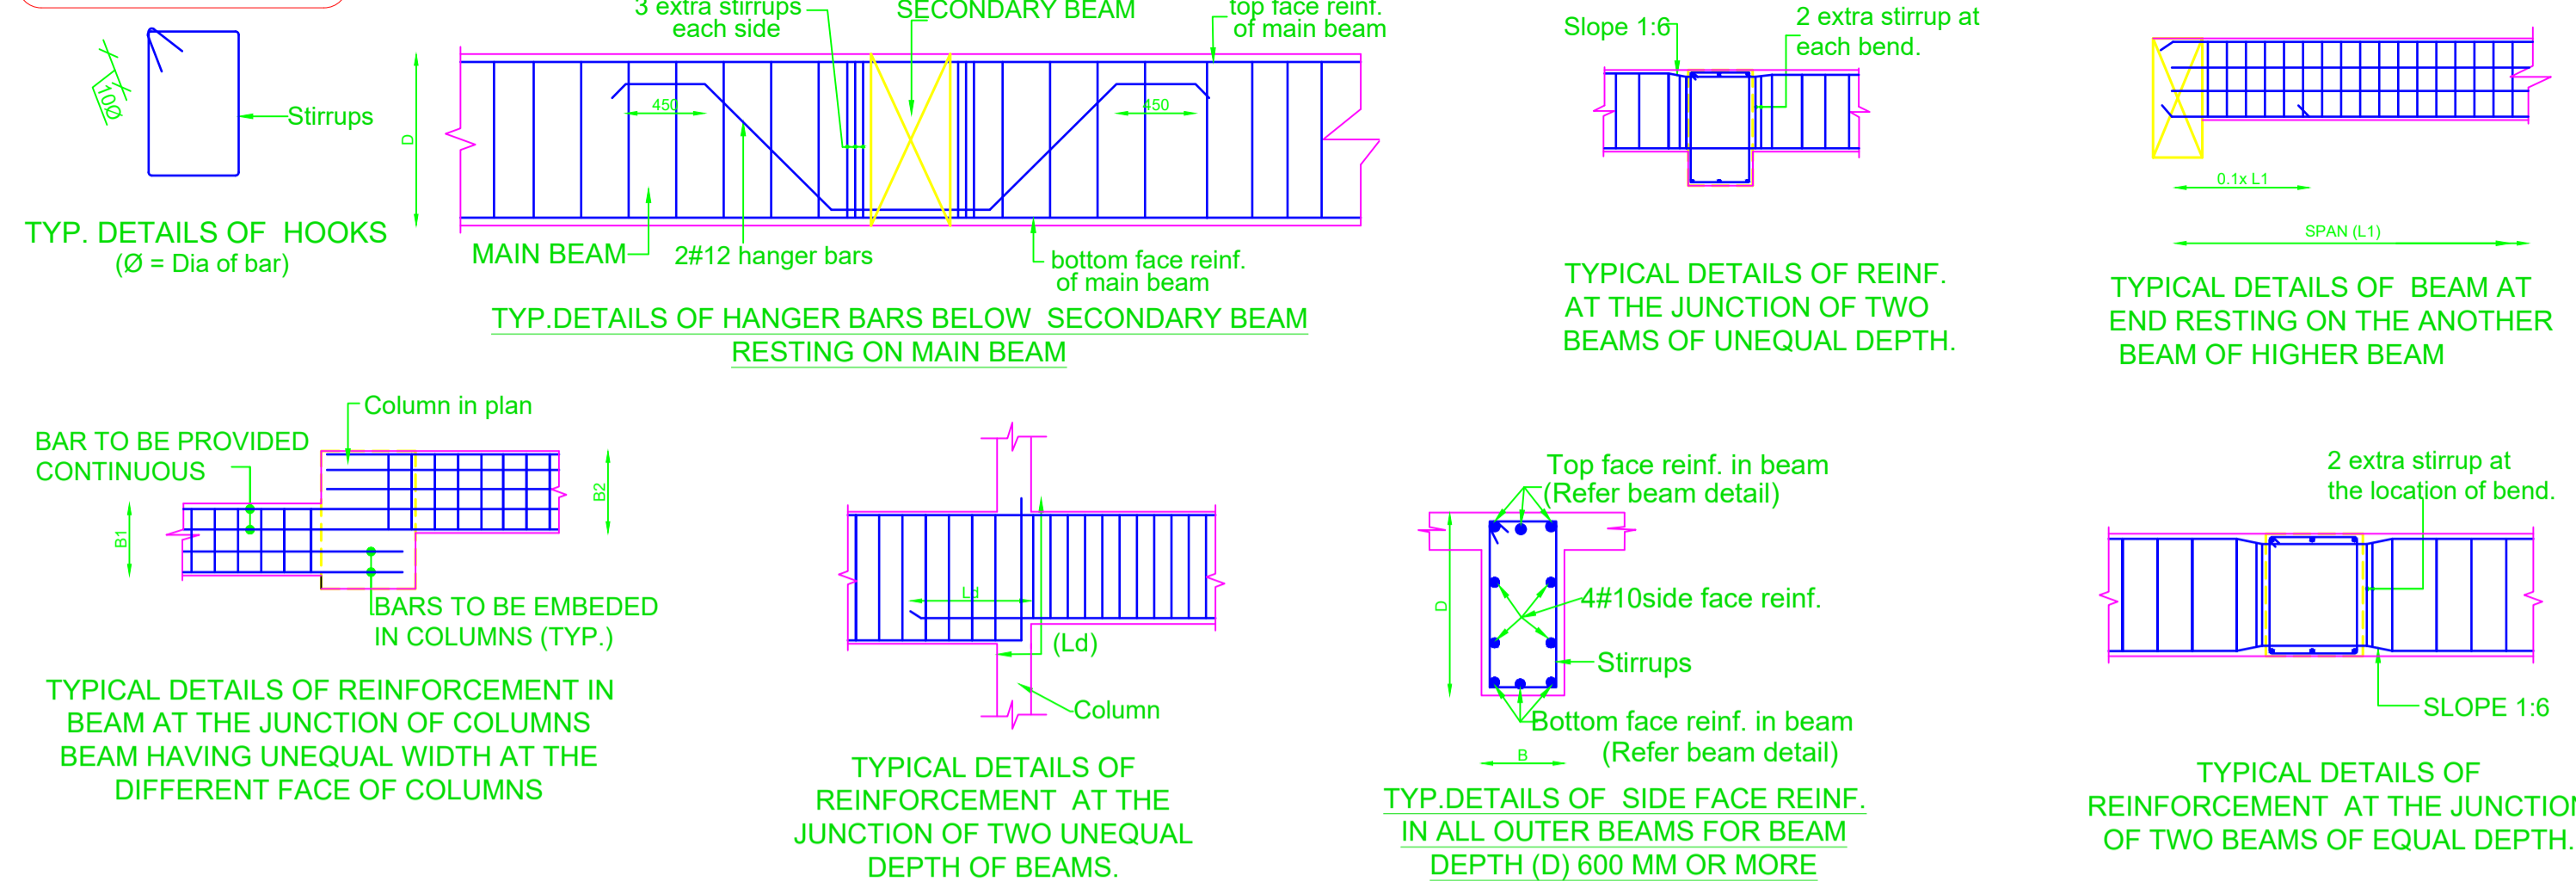 10Ø
Stirrups
TYP. DETAILS OF  HOOKS
(Ø = Dia of bar)
3 extra stirrups
each side
SECONDARY BEAM
top face reinf.
of main beam
D
450
450
MAIN BEAM
2#12 hanger bars
bottom face reinf.
of main beam
TYP.DETAILS OF HANGER BARS BELOW  SECONDARY BEAM
RESTING ON MAIN BEAM
Slope 1:6
2 extra stirrup at
each bend.
TYPICAL DETAILS OF REINF.
AT THE JUNCTION OF TWO
BEAMS OF UNEQUAL DEPTH.
0.1x L1
SPAN (L1)
TYPICAL DETAILS OF  BEAM AT
END RESTING ON THE ANOTHER
BEAM OF HIGHER BEAM
Column in plan
BAR TO BE PROVIDED
CONTINUOUS
B1
B2
BARS TO BE EMBEDED
IN COLUMNS (TYP.)
TYPICAL DETAILS OF REINFORCEMENT IN
BEAM AT THE JUNCTION OF COLUMNS
BEAM HAVING UNEQUAL WIDTH AT THE
DIFFERENT FACE OF COLUMNS
Ld
(Ld)
Column
TYPICAL DETAILS OF
REINFORCEMENT  AT THE
JUNCTION OF TWO UNEQUAL
DEPTH OF BEAMS.
Top face reinf. in beam
(Refer beam detail)
D
4#10side face reinf.
Stirrups
Bottom face reinf. in beam
(Refer beam detail)
B
TYP.DETAILS OF  SIDE FACE REINF.
IN ALL OUTER BEAMS FOR BEAM
DEPTH (D) 600 MM OR MORE
2 extra stirrup at
the location of bend.
SLOPE 1:6
TYPICAL DETAILS OF
REINFORCEMENT  AT THE JUNCTION
OF TWO BEAMS OF EQUAL DEPTH.